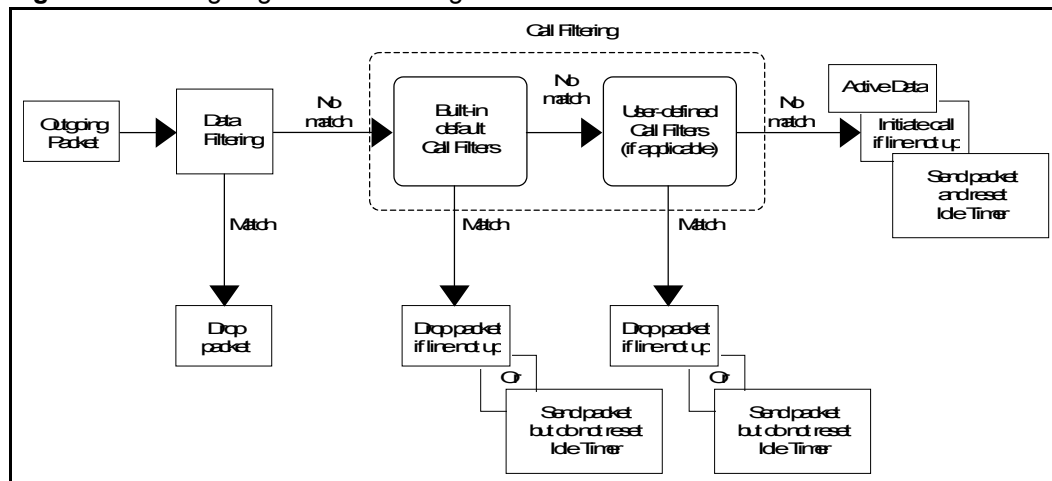 Call Filtering
Outgoing
Packet
Data
Filtering
No
match
Built-in
default
Call Filters
No
match
User-defined
Call Filters
(if applicable)
No
match
Active Data
Initiate call
if line not up
Send packet
and reset
Idle Timer
Match
Match
Match
Drop
packet
Drop packet
if line not up
Or
Send packet
but do not reset
Idle Timer
Drop packet
if line not up
Or
Send packet
but do not reset
Idle Timer